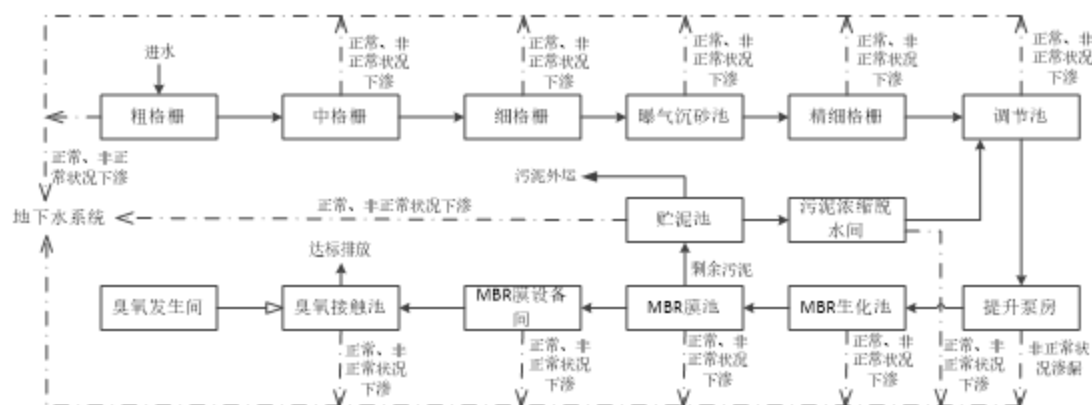 正常、非
正常状况
下渗
正常、非
正常状况
下渗
正常、非
正常状况
下渗
正常、非
正常状况
下渗
正常、非
正常状况
下渗
进水
粗格栅
中格栅
细格栅
曝气沉砂池
精细格栅
调节池
正常、非正
常状况下渗
污泥外运
地下水系统
正常、非正常状况下渗
贮泥池
污泥浓缩脱
水间
达标排放
剩余污泥
臭氧发生间
臭氧接触池
MBR膜设备
间
MBR膜池
MBR生化池
提升泵房
正常、非
正常状况
下渗
正常、非
正常状况
下渗
正常、非
正常状况
下渗
正常、非
正常状况
下渗
正常、非
正常状况
下渗
非正常状
况渗漏